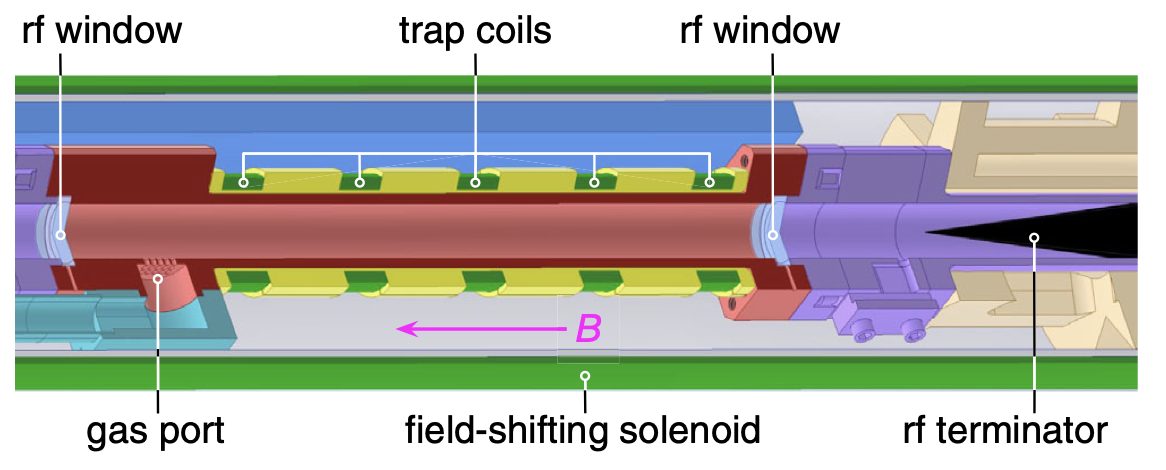 rf window
trap coils
rf window
B
gas port
field-shifting solenoid
rf terminator